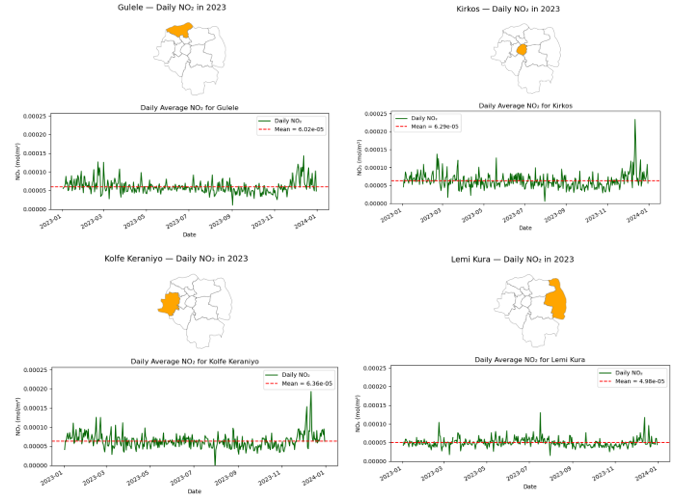 Gulele — Daily NO₂ in 2023
Daily Average NO₂ for Gulele
0.00025
0.00020
0.00015
0.00010
0.00005
0.00000
NO₂ (mol/m²)
Daily NO₂
Mean = 6.02e-05
2023-01
2023-03
2023-05
2023-07
2023-09
2023-11
2024-01
Date
Kirkos — Daily NO₂ in 2023
Daily Average NO₂ for Kirkos
0.00025
0.00020
0.00015
0.00010
0.00005
0.00000
NO₂ (mol/m²)
Daily NO₂
Mean = 6.29e-05
2023-01
2023-03
2023-05
2023-07
2023-09
2023-11
2024-01
Date
Kolfe Keraniyo — Daily NO₂ in 2023
Daily Average NO₂ for Kolfe Keraniyo
0.00025
0.00020
0.00015
0.00010
0.00005
0.00000
NO₂ (mol/m²)
Daily NO₂
Mean = 6.36e-05
2023-01
2023-03
2023-05
2023-07
2023-09
2023-11
2024-01
Date
Lemi Kura — Daily NO₂ in 2023
Daily Average NO₂ for Lemi Kura
0.00025
0.00020
0.00015
0.00010
0.00005
0.00000
NO₂ (mol/m²)
Daily NO₂
Mean = 4.98e-05
2023-01
2023-03
2023-05
2023-07
2023-09
2023-11
2024-01
Date